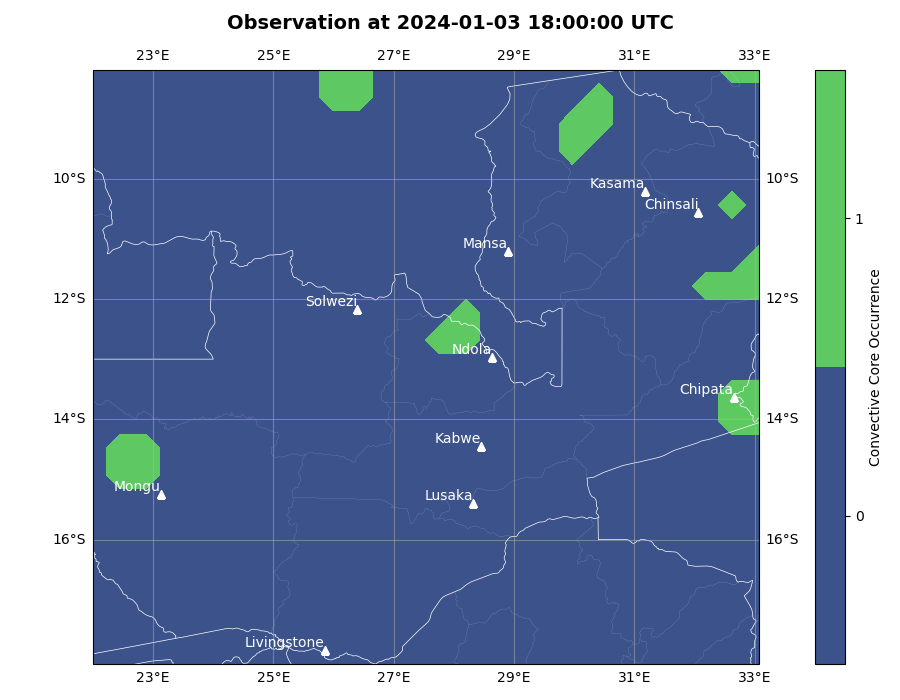 Observation at 2024-01-03 18:00:00 UTC
23°E 25°E 27°E 29°E 31°E 33°E
10°S 10°S
Kasama
Chinsali
1
Mansa
12°S 12°S
Solwezi
Ndola
Chipata
14°S 14°S
Kabwe
Mongu
Lusaka
0
16°S 16°S
Livingstone
23°E 25°E 27°E 29°E 31°E 33°E
Convective Core Occurrence